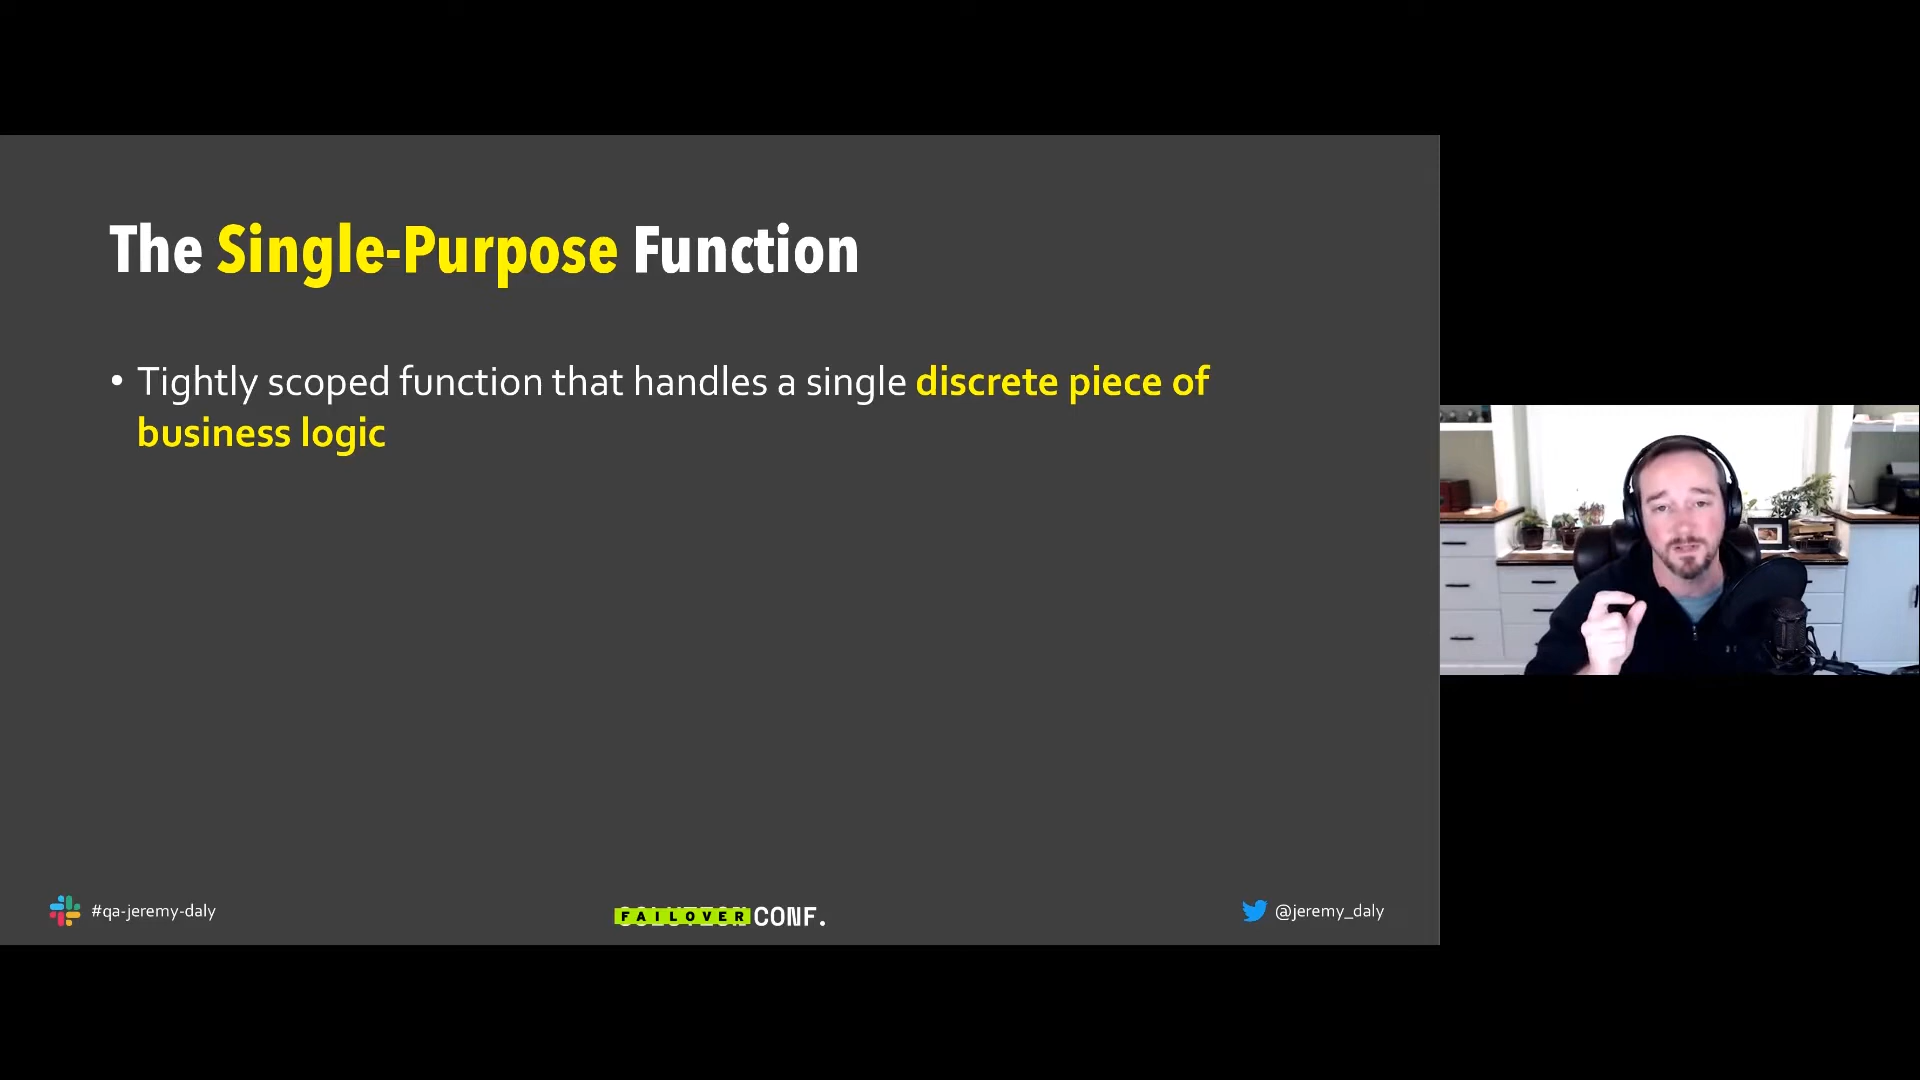 The Single-Purpose Function
• Tightly scoped function that handles a single discrete piece of
business logic
#qa-jeremy-daly
FAILOVER CONF.
@jeremy_daly